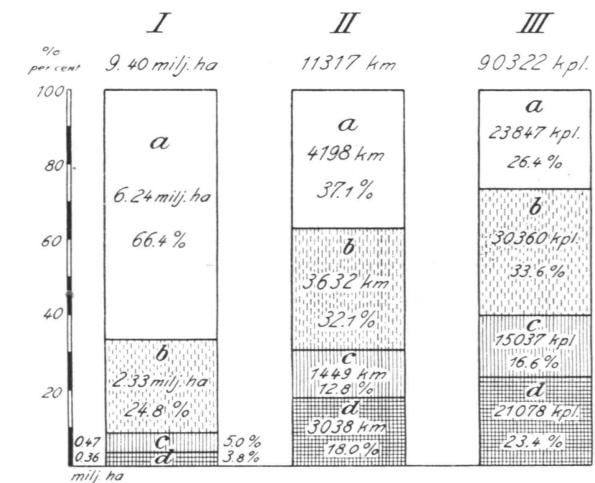 I II III
% per cent
9.40 milj. ha 11317 km 90322 kpl.
100
80
60
40
20
a
6.24 milj. ha
66.4 %
b
2.33 milj. ha
24.8 %
0.47 c 5.0 %
0.36 d 3.8 %
milj. ha
a
4198 km
37.1 %
b
3632 km
32.1 %
c
1449 km
12.8 %
d
3038 km
18.0 %
a
23847 kpl.
26.4 %
b
30360 kpl.
33.6 %
c
15037 kpl
16.6 %
d
21078 kpl.
23.4 %